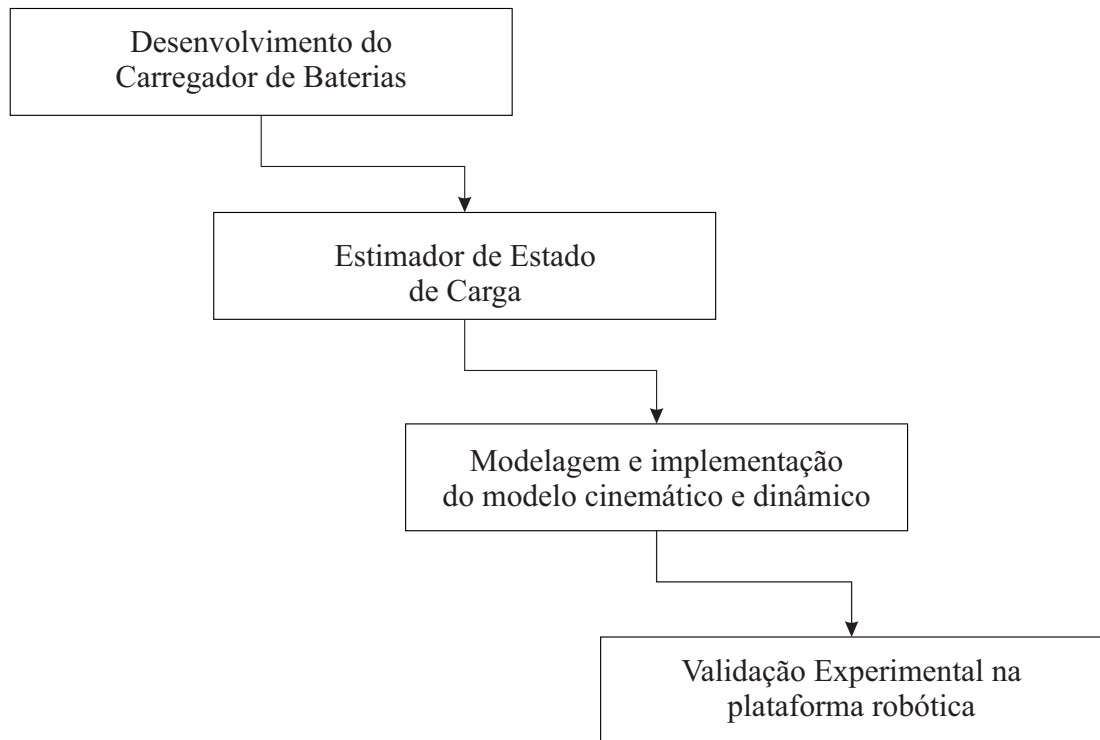 Desenvolvimento do
Carregador de Baterias
Estimador de Estado
de Carga
Modelagem e implementação
do modelo cinemático e dinâmico
Validação Experimental na
plataforma robótica